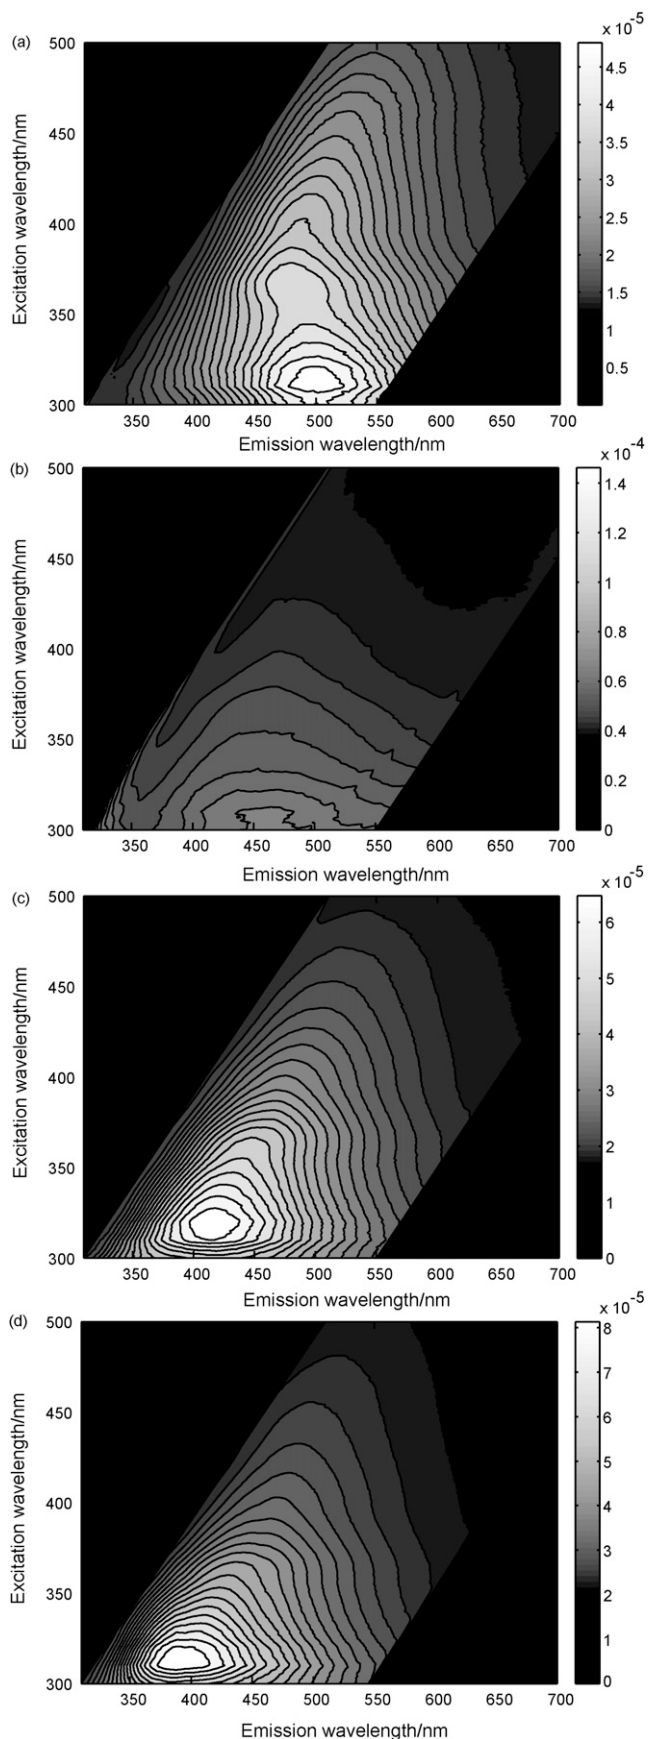 (a)
x 10-5
500
450
400
350
300
Excitation wavelength/nm
4.5
4
3.5
3
2.5
2
1.5
1
0.5
350 400 450 500 550 600 650 700
Emission wavelength/nm
(b)
x 10-4
500
450
400
350
300
Excitation wavelength/nm
1.4
1.2
1
0.8
0.6
0.4
0.2
0
350 400 450 500 550 600 650 700
Emission wavelength/nm
(c)
x 10-5
500
450
400
350
300
Excitation wavelength/nm
6
5
4
3
2
1
0
350 400 450 500 550 600 650 700
Emission wavelength/nm
(d)
x 10-5
500
450
400
350
300
Excitation wavelength/nm
8
7
6
5
4
3
2
1
0
350 400 450 500 550 600 650 700
Emission wavelength/nm